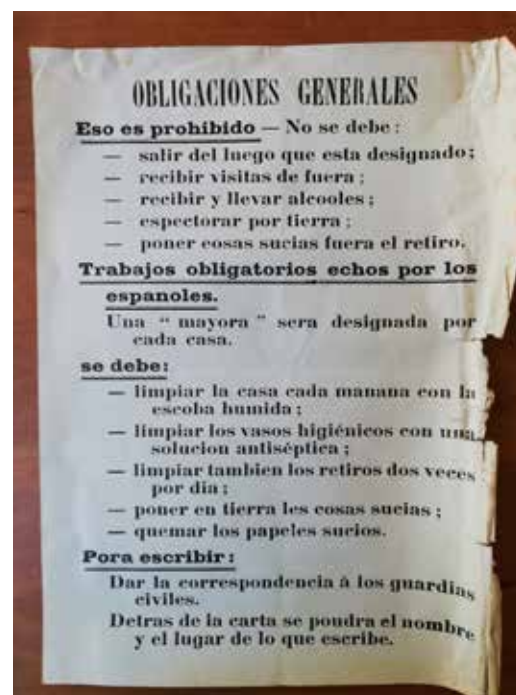 OBLIGACIONES GENERALES
Eso es prohibido — No se debe :
— salir del luego que esta designado ;
— recibir visitas de fuera ;
— recibir y llevar alcooles ;
— espectorar por tierra ;
— poner cosas sucias fuera el retiro.
Trabajos obligatorios echos por los
espanoles.
Una " mayora " sera designada por
cada casa.
se debe:
— limpiar la casa cada manana con la
escoba humida ;
— limpiar los vasos higiénicos con una
solucion antiséptica ;
— limpiar tambien los retiros dos veces
por dia ;
— poner en tierra les cosas sucias ;
— quemar los papeles sucios.
Pora escribir :
Dar la correspondencia à los guardias
civiles.
Detras de la carta se poudra el nombre
y el lugar de lo que escribe.